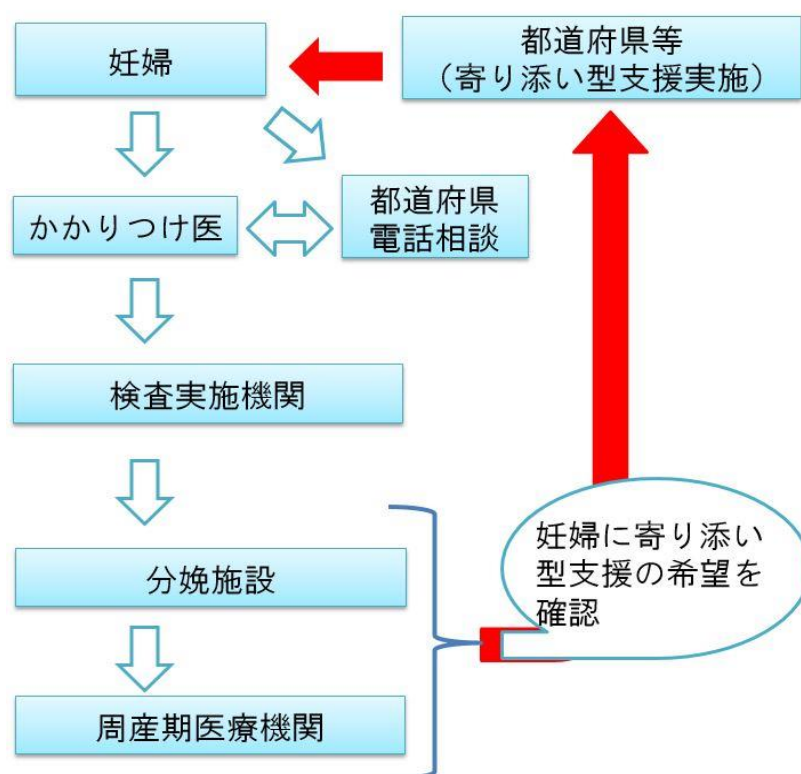 妊婦
都道府県等
（寄り添い型支援実施）
かかりつけ医
都道府県
電話相談
検査実施機関
分娩施設
妊婦に寄り添い
型支援の希望を
確認
周産期医療機関